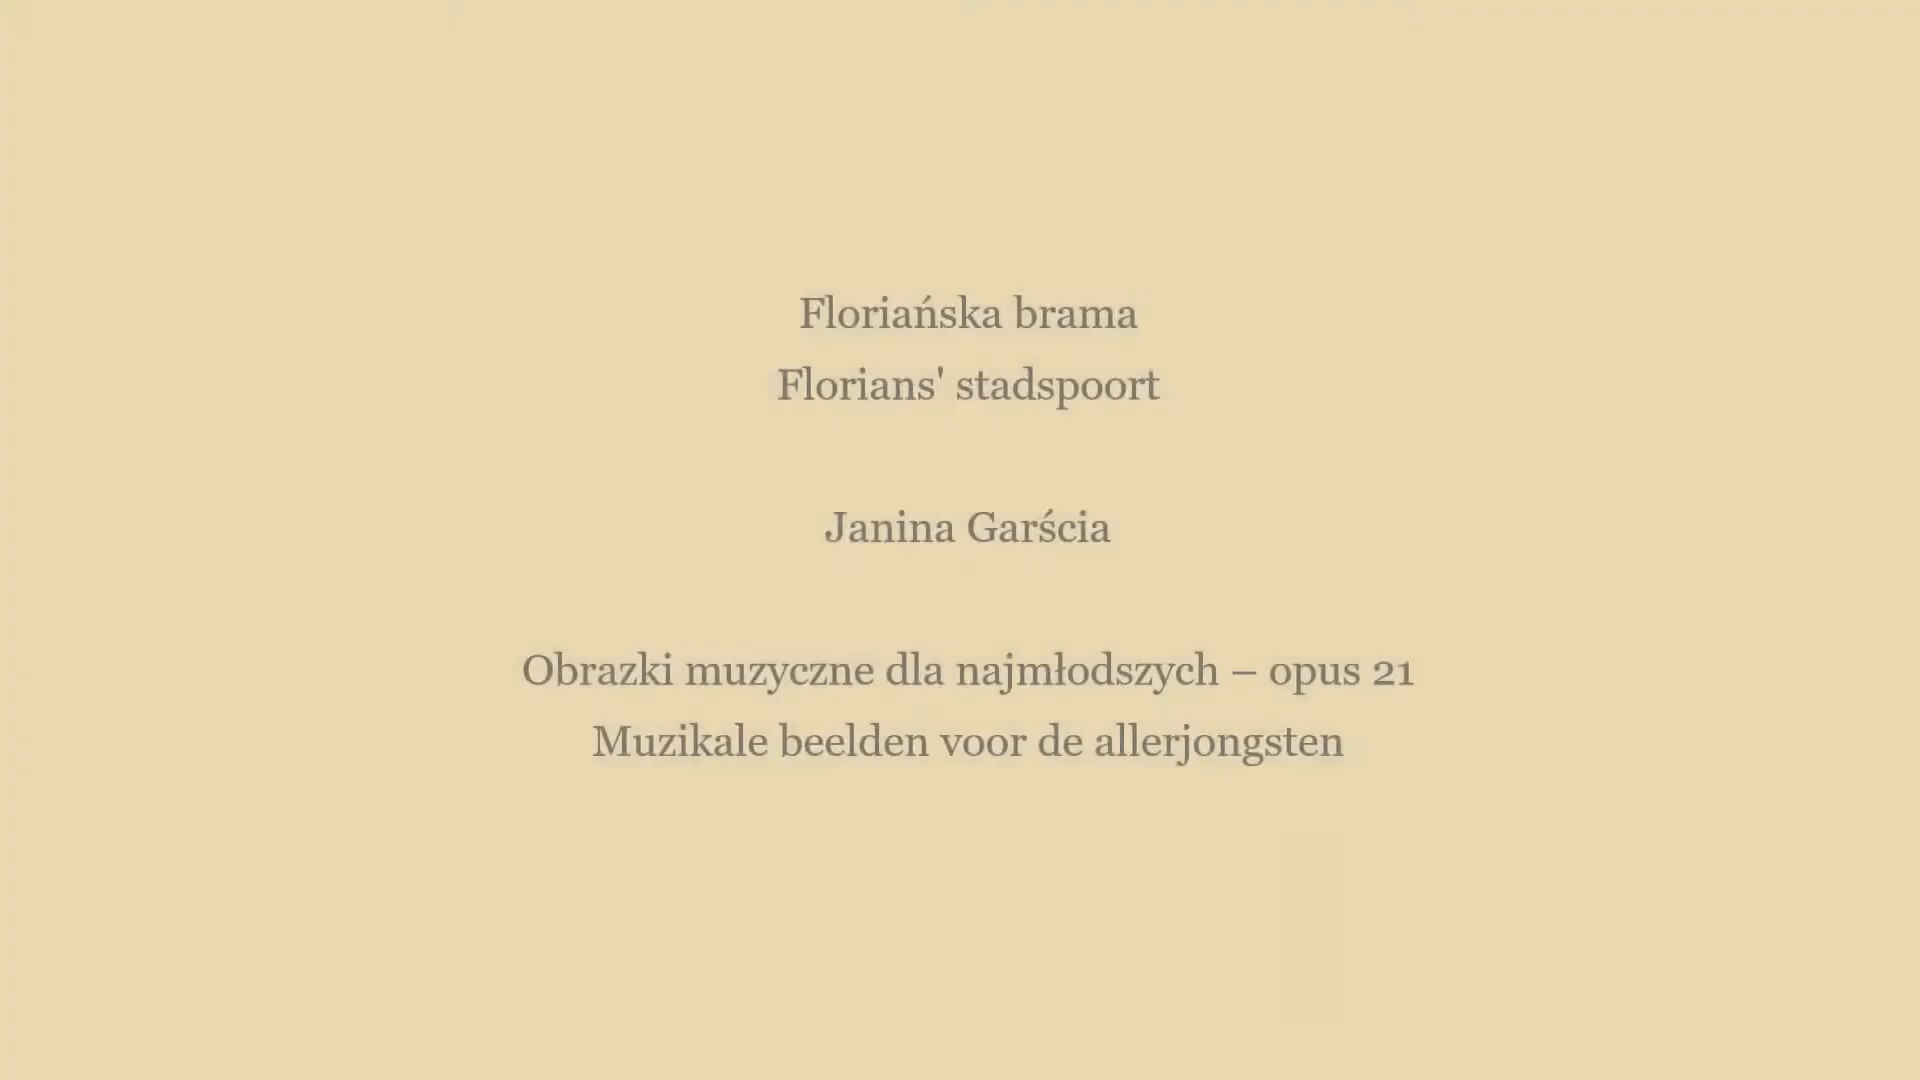 Floriańska brama
Florians' stadspoort
Janina Garścia
Obrazki muzyczne dla najmłodszych – opus 21
Muzikale beelden voor de allerjongsten